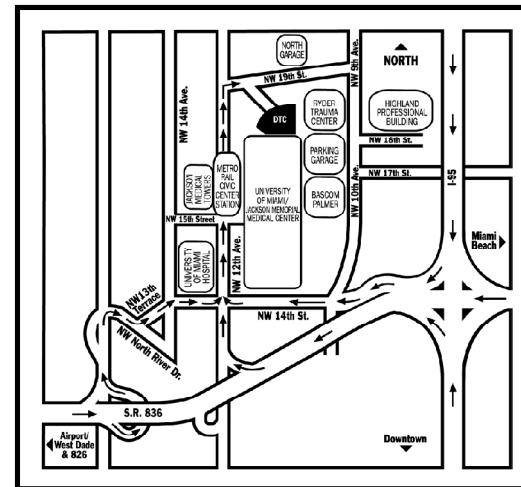 NORTH
GARAGE
NW 9th Ave.
NORTH
NW 19th St.
NW 14th Ave.
DTC
RYDER
TRAUMA
CENTER
HIGHLAND
PROFESSIONAL
BUILDING
NW 16th St.
PARKING
GARAGE
JACKSON
MEDICAL
TOWERS
METRO
RAIL
CIVIC
CENTER
STATION
UNIVERSITY
OF MIAMI/
JACKSON MEMORIAL
MEDICAL CENTER
NW 17th St.
I-95
BASCOM
PALMER
NW 10th Ave.
NW 15th Street
Miami
Beach
UNIVERSITY
OF MIAMI
HOSPITAL
NW 12th Ave.
NW13th
Terrace
NW 14th St.
NW North River Dr.
S.R. 836
Airport/
West Dade
& 826
Downtown